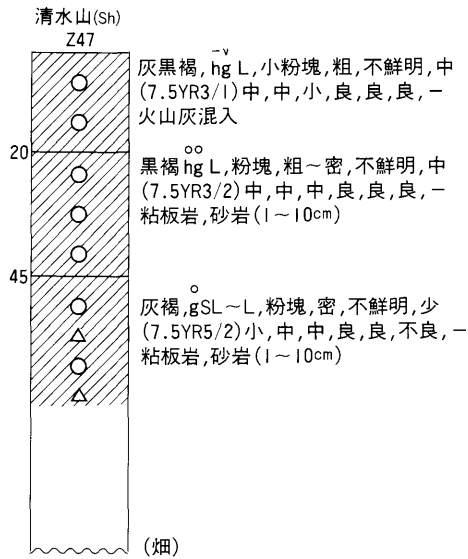 清水山(Sh)
Z47
灰黒褐, hg L, 小粉塊, 粗, 不鮮明, 中
(7.5YR3/1)中, 中, 小, 良, 良, 良, −
火山灰混入
20
黒褐 hg L, 粉塊, 粗~密, 不鮮明, 中
(7.5YR3/2)中, 中, 中, 良, 良, 良, −
粘板岩, 砂岩(1~10cm)
45
灰褐, gSL~L, 粉塊, 密, 不鮮明, 少
(7.5YR5/2)小, 中, 中, 良, 良, 不良, −
粘板岩, 砂岩(1~10cm)
(畑)